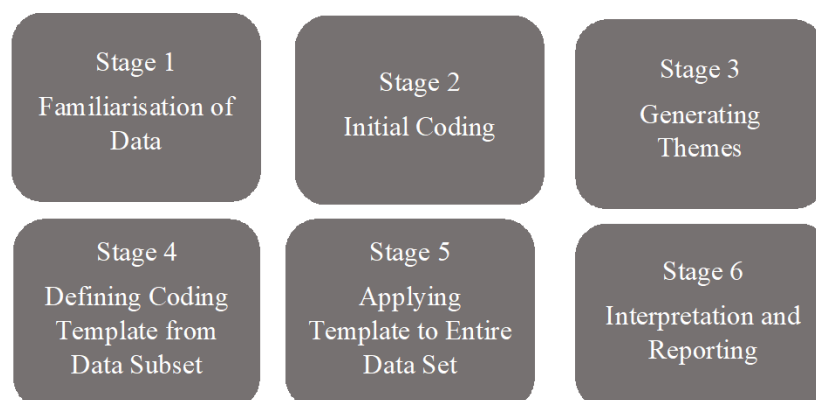 Stage 1
Familiarisation of
Data
Stage 2
Initial Coding
Stage 3
Generating
Themes
Stage 4
Defining Coding
Template from
Data Subset
Stage 5
Applying
Template to Entire
Data Set
Stage 6
Interpretation and
Reporting